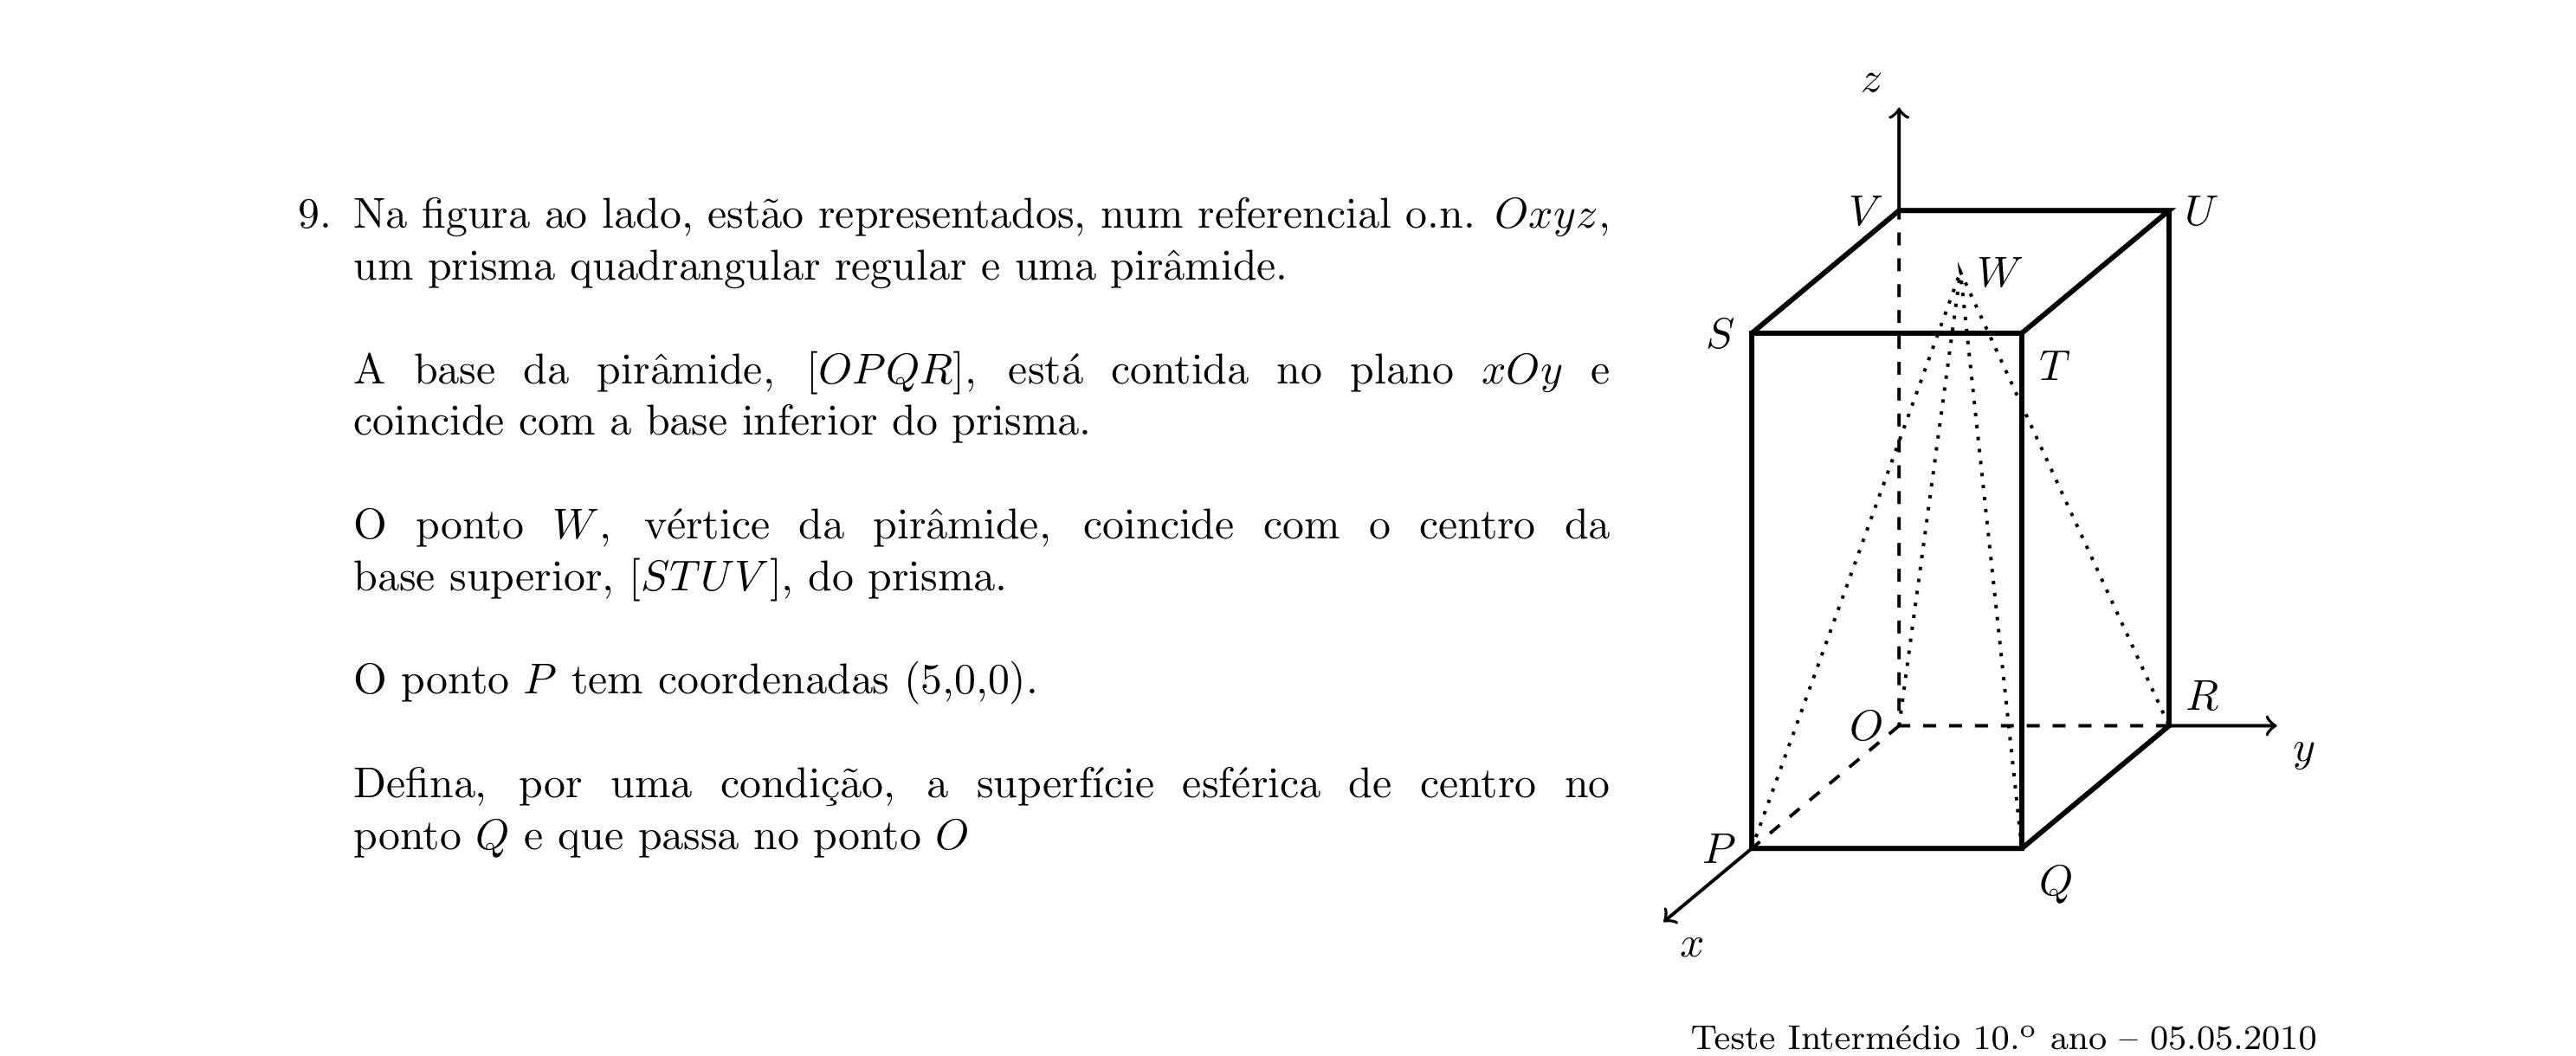 9. Na figura ao lado, estão representados, num referencial o.n. Oxyz,
um prisma quadrangular regular e uma pirâmide.
A base da pirâmide, [OPQR], está contida no plano xOy e
coincide com a base inferior do prisma.
O ponto W, vértice da pirâmide, coincide com o centro da
base superior, [STUV], do prisma.
O ponto P tem coordenadas (5,0,0).
Defina, por uma condição, a superfície esférica de centro no
ponto Q e que passa no ponto O
z
V
U
W
S
T
R
O
y
P
Q
x
Teste Intermédio 10.º ano – 05.05.2010